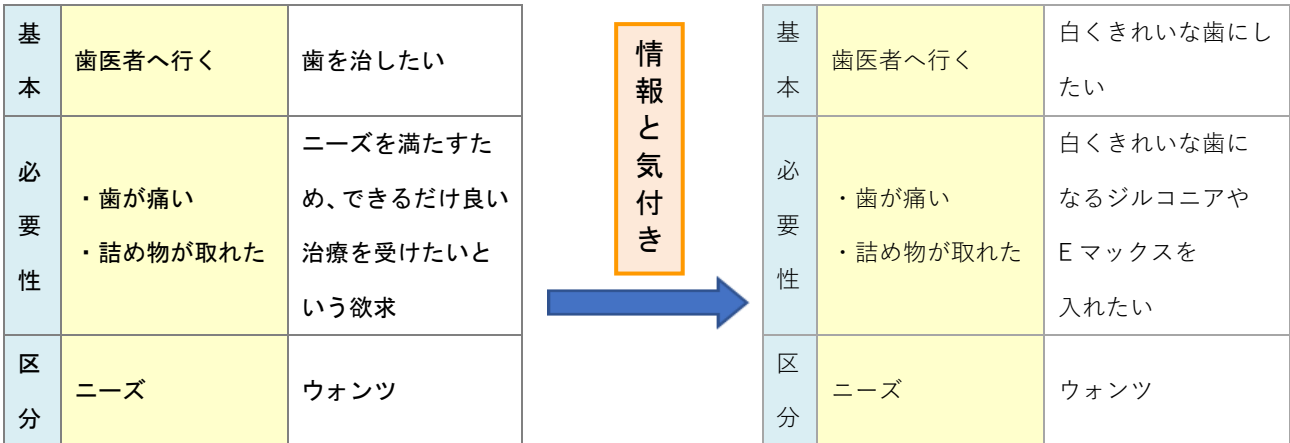 基本
歯医者へ行く
歯を治したい
必要性
・歯が痛い
・詰め物が取れた
ニーズを満たすた
め、できるだけ良い
治療を受けたいと
いう欲求
区分
ニーズ
ウォンツ
情報と気付き
基本
歯医者へ行く
白くきれいな歯にし
たい
必要性
・歯が痛い
・詰め物が取れた
白くきれいな歯に
なるジルコニアや
Eマックスを
入れたい
区分
ニーズ
ウォンツ